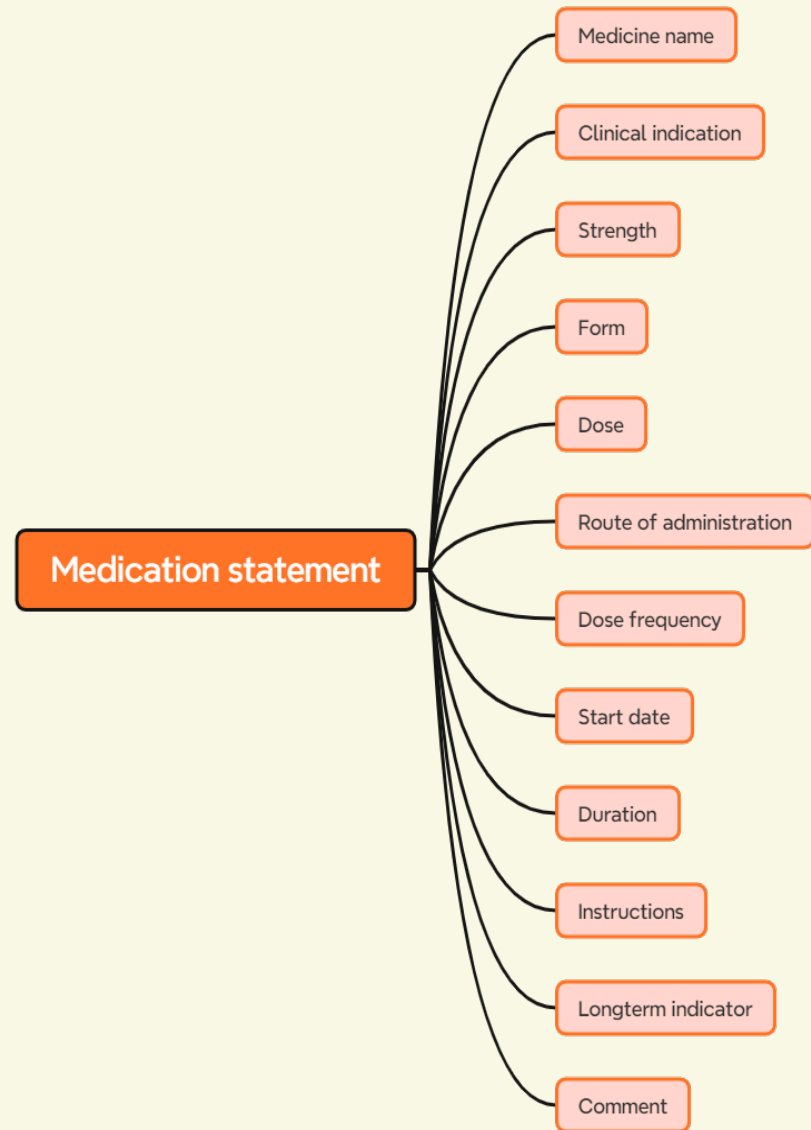 Medicine name
Clinical indication
Strength
Form
Dose
Route of administration
Medication statement
Dose frequency
Start date
Duration
Instructions
Longterm indicator
Comment